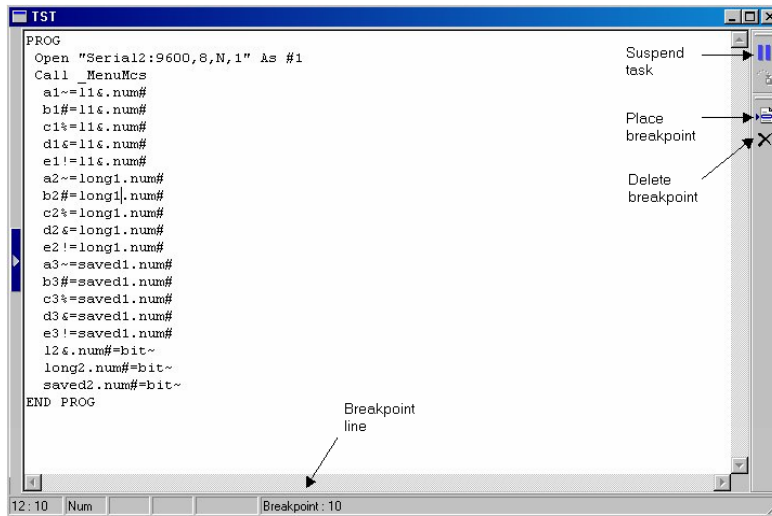 TST
PROG
Open "Serial2:9600,8,N,1" As #1
Call _MenuMcs
a1~=l1&.num#
b1#=l1&.num#
c1%=l1&.num#
d1&=l1&.num#
e1!=l1&.num#
a2~=long1.num#
b2#=long1.num#
c2%=long1.num#
d2&=long1.num#
e2!=long1.num#
a3~=saved1.num#
b3#=saved1.num#
c3%=saved1.num#
d3&=saved1.num#
e3!=saved1.num#
l2&.num#=bit~
long2.num#=bit~
saved2.num#=bit~
END PROG
Suspend
task
Place
breakpoint
Delete
breakpoint
Breakpoint
line
12:10 Num Breakpoint : 10